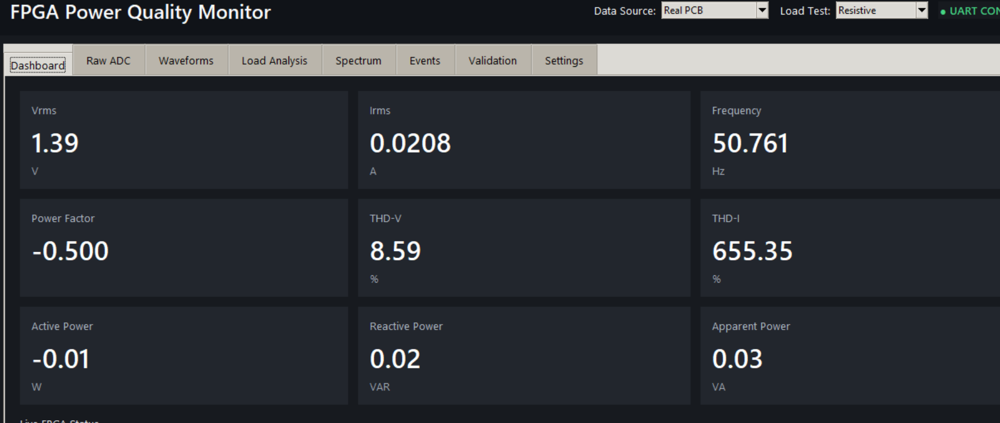 FPGA Power Quality Monitor
Data Source: Real PCB Load Test: Resistive ● UART CON
Dashboard Raw ADC Waveforms Load Analysis Spectrum Events Validation Settings
Vrms
1.39
V
Irms
0.0208
A
Frequency
50.761
Hz
Power Factor
-0.500
THD-V
8.59
%
THD-I
655.35
%
Active Power
-0.01
W
Reactive Power
0.02
VAR
Apparent Power
0.03
VA
Live FPGA Status